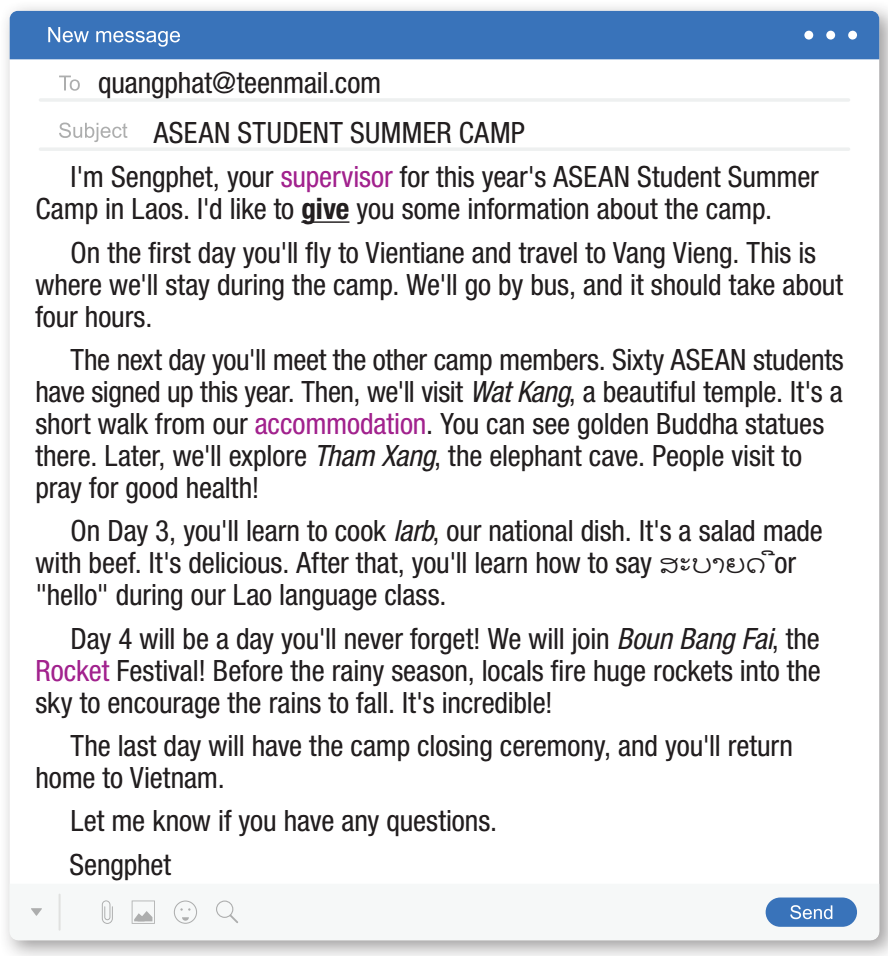 New message
To quangphat@teenmail.com
Subject ASEAN STUDENT SUMMER CAMP
I'm Sengphet, your supervisor for this year's ASEAN Student Summer
Camp in Laos. I'd like to give you some information about the camp.
On the first day you'll fly to Vientiane and travel to Vang Vieng. This is
where we'll stay during the camp. We'll go by bus, and it should take about
four hours.
The next day you'll meet the other camp members. Sixty ASEAN students
have signed up this year. Then, we'll visit Wat Kang, a beautiful temple. It's a
short walk from our accommodation. You can see golden Buddha statues
there. Later, we'll explore Tham Xang, the elephant cave. People visit to
pray for good health!
On Day 3, you'll learn to cook larb, our national dish. It's a salad made
with beef. It's delicious. After that, you'll learn how to say ສະບາຍດີ or
"hello" during our Lao language class.
Day 4 will be a day you'll never forget! We will join Boun Bang Fai, the
Rocket Festival! Before the rainy season, locals fire huge rockets into the
sky to encourage the rains to fall. It's incredible!
The last day will have the camp closing ceremony, and you'll return
home to Vietnam.
Let me know if you have any questions.
Sengphet
Send